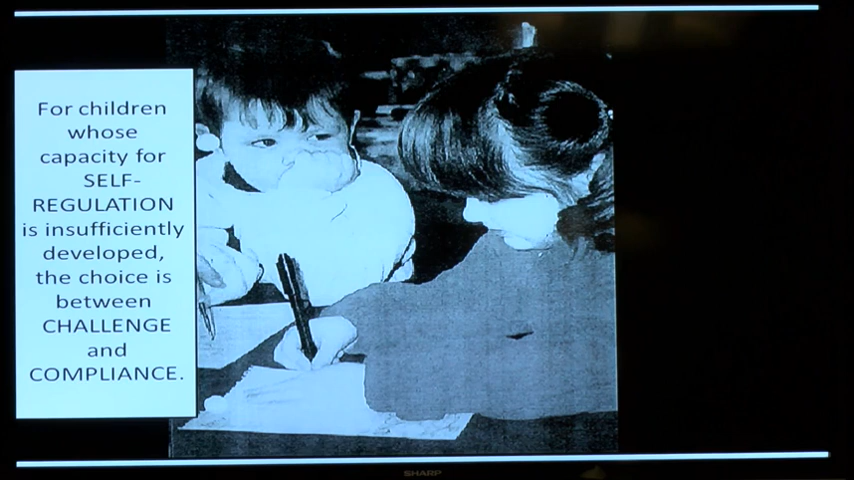 For children
whose
capacity for
SELF-
REGULATION
is insufficiently
developed,
the choice is
between
CHALLENGE
and
COMPLIANCE.
SHARP